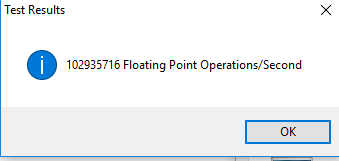 Test Results
102935716 Floating Point Operations/Second
OK